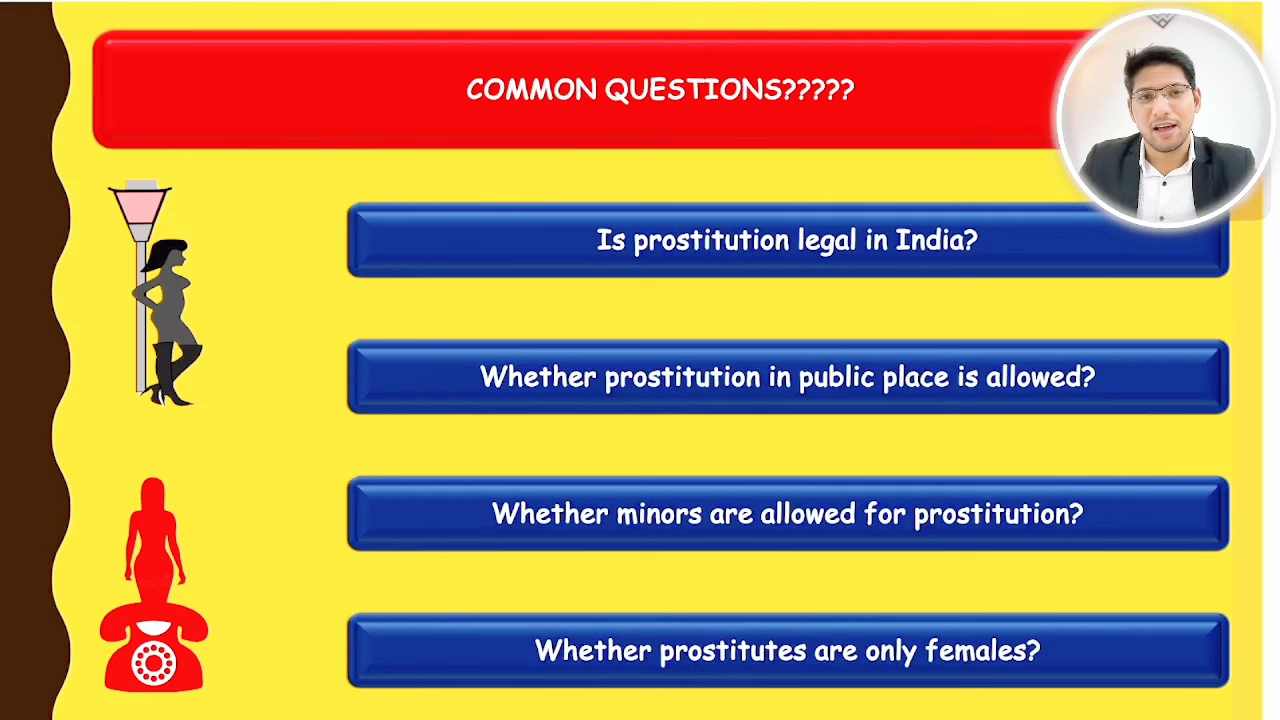 COMMON QUESTIONS?????
Is prostitution legal in India?
Whether prostitution in public place is allowed?
Whether minors are allowed for prostitution?
Whether prostitutes are only females?